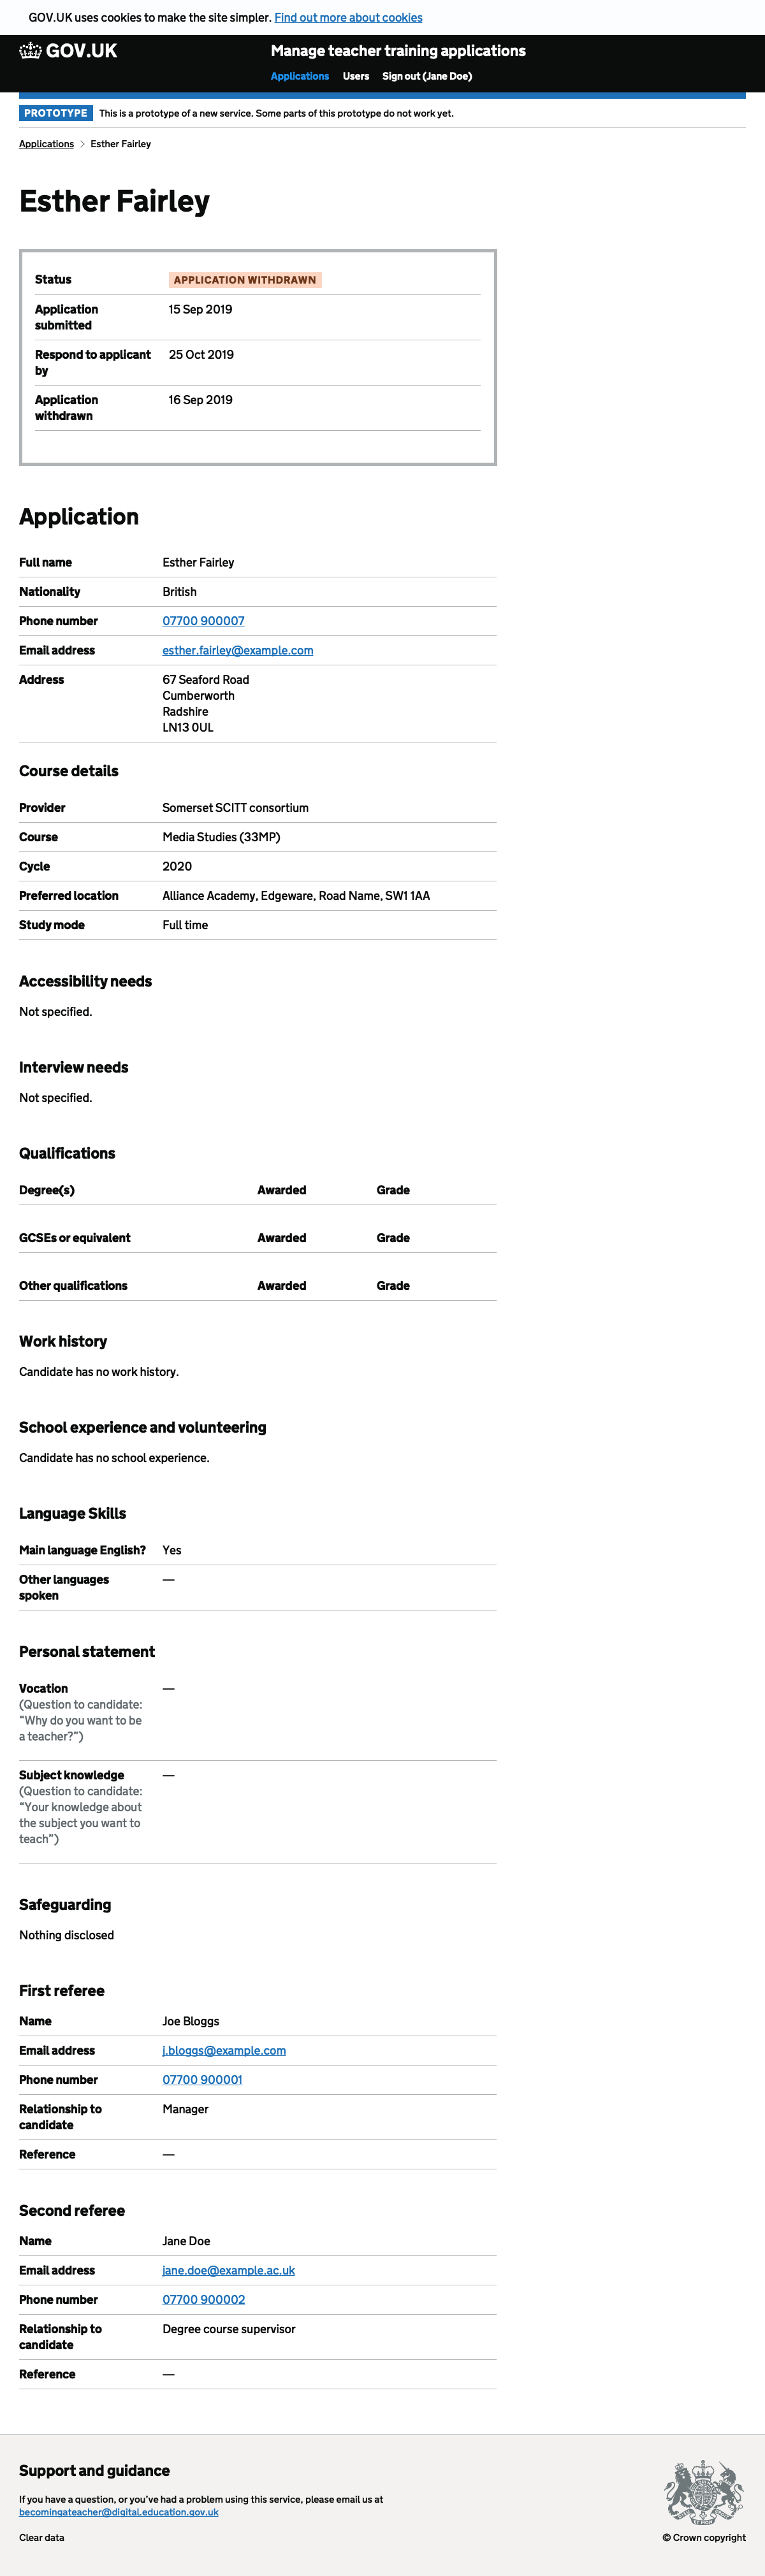 GOV.UK uses cookies to make the site simpler. Find out more about cookies
GOV.UK
Manage teacher training applications
Applications Users Sign out (Jane Doe)
PROTOTYPE This is a prototype of a new service. Some parts of this prototype do not work yet.
Applications > Esther Fairley
Esther Fairley
Status APPLICATION WITHDRAWN
Application 15 Sep 2019
submitted
Respond to applicant 25 Oct 2019
by
Application 16 Sep 2019
withdrawn
Application
Full name Esther Fairley
Nationality British
Phone number 07700 900007
Email address esther.fairley@example.com
Address 67 Seaford Road
Cumberworth
Radshire
LN13 0UL
Course details
Provider Somerset SCITT consortium
Course Media Studies (33MP)
Cycle 2020
Preferred location Alliance Academy, Edgeware, Road Name, SW1 1AA
Study mode Full time
Accessibility needs
Not specified.
Interview needs
Not specified.
Qualifications
Degree(s) Awarded Grade
GCSEs or equivalent Awarded Grade
Other qualifications Awarded Grade
Work history
Candidate has no work history.
School experience and volunteering
Candidate has no school experience.
Language Skills
Main language English? Yes
Other languages —
spoken
Personal statement
Vocation —
(Question to candidate:
“Why do you want to be
a teacher?”)
Subject knowledge —
(Question to candidate:
“Your knowledge about
the subject you want to
teach”)
Safeguarding
Nothing disclosed
First referee
Name Joe Bloggs
Email address j.bloggs@example.com
Phone number 07700 900001
Relationship to Manager
candidate
Reference —
Second referee
Name Jane Doe
Email address jane.doe@example.ac.uk
Phone number 07700 900002
Relationship to Degree course supervisor
candidate
Reference —
Support and guidance
If you have a question, or you’ve had a problem using this service, please email us at
becomingateacher@digital.education.gov.uk
Clear data
© Crown copyright